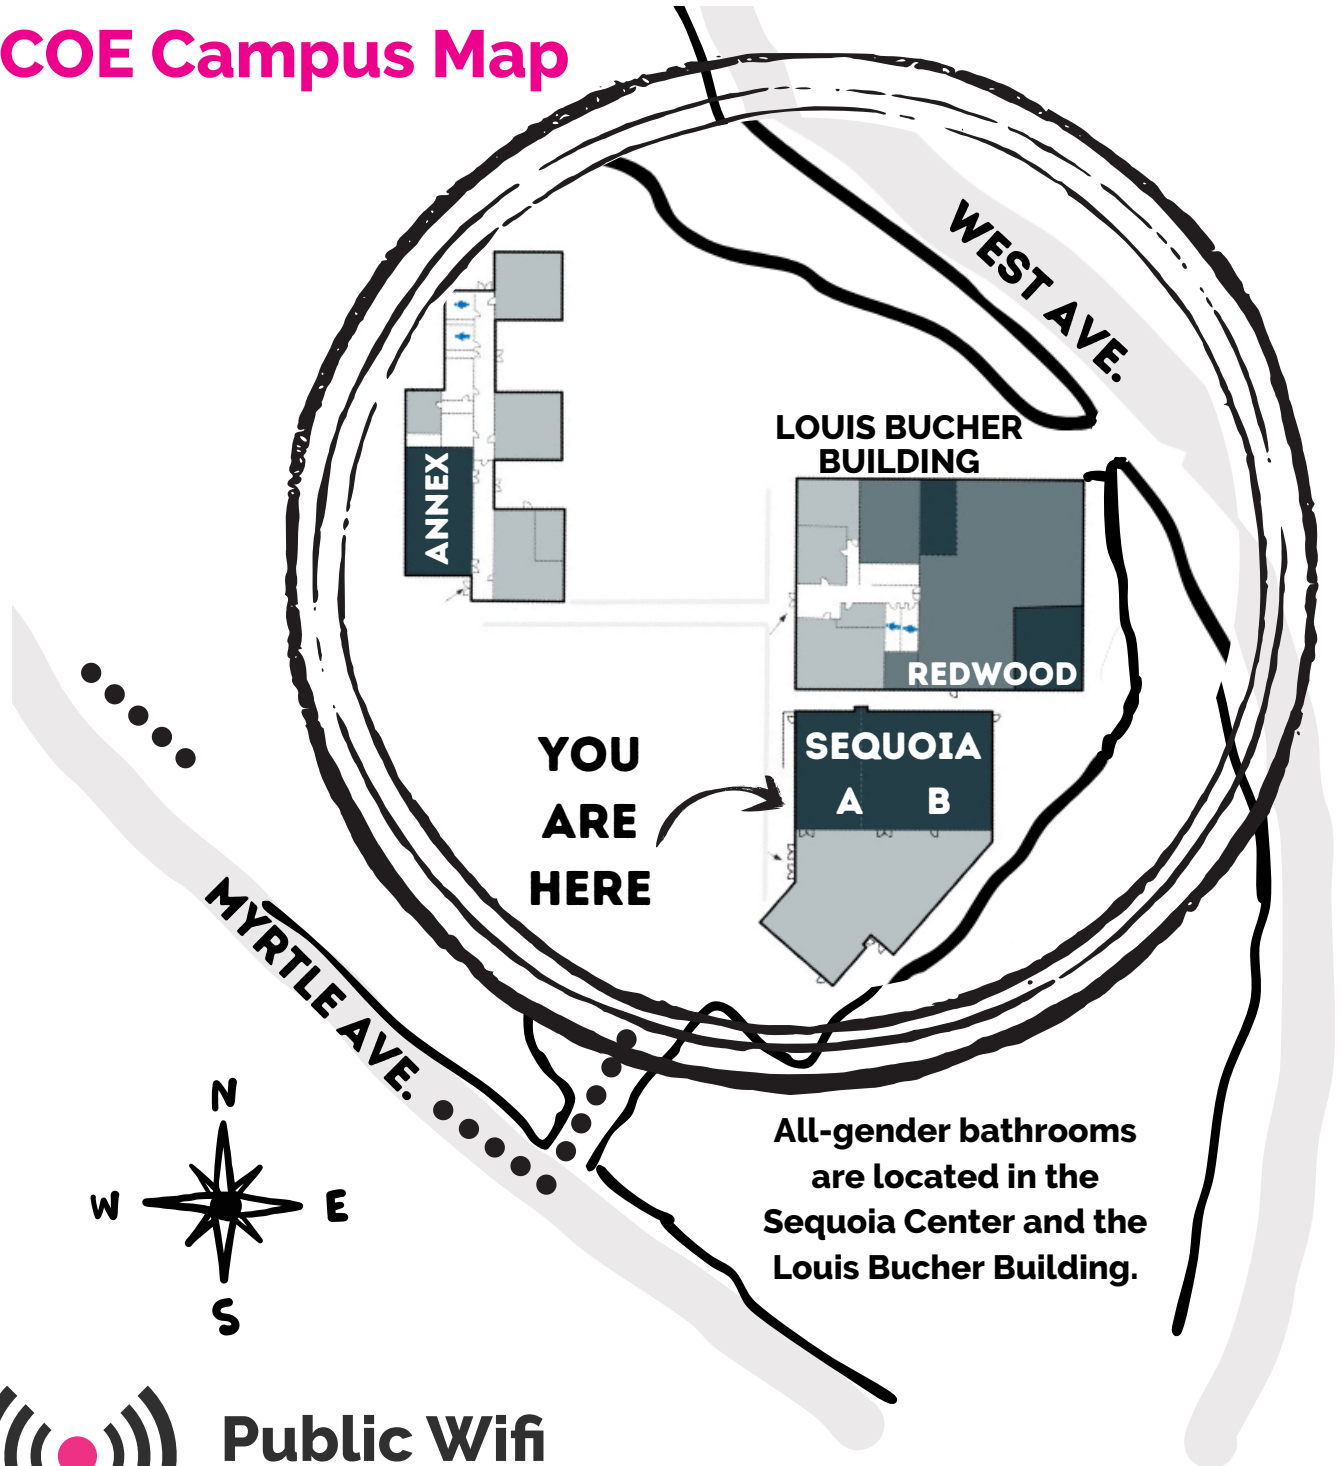 COE Campus Map
WEST AVE.
LOUIS BUCHER
BUILDING
ANNEX
REDWOOD
SEQUOIA
A B
YOU
ARE
HERE
MYRTLE AVE.
N
W E
S
All-gender bathrooms
are located in the
Sequoia Center and the
Louis Bucher Building.
Public Wifi